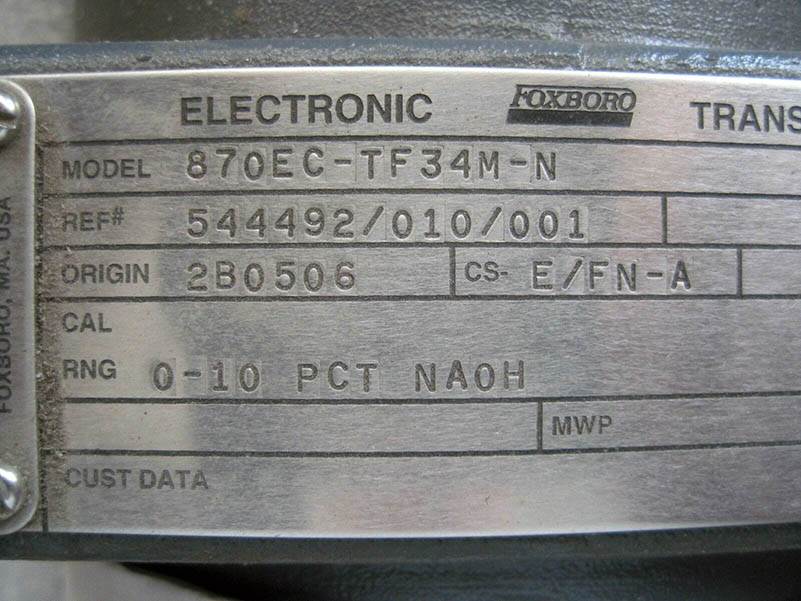 ELECTRONIC FOXBORO TRANS
MODEL 870EC-TF34M-N
REF# 544492/010/001
ORIGIN 2B0506 CS- E/FN-A
CAL
RNG 0-10 PCT NAOH
MWP
CUST DATA
FOXBORO, MA. USA